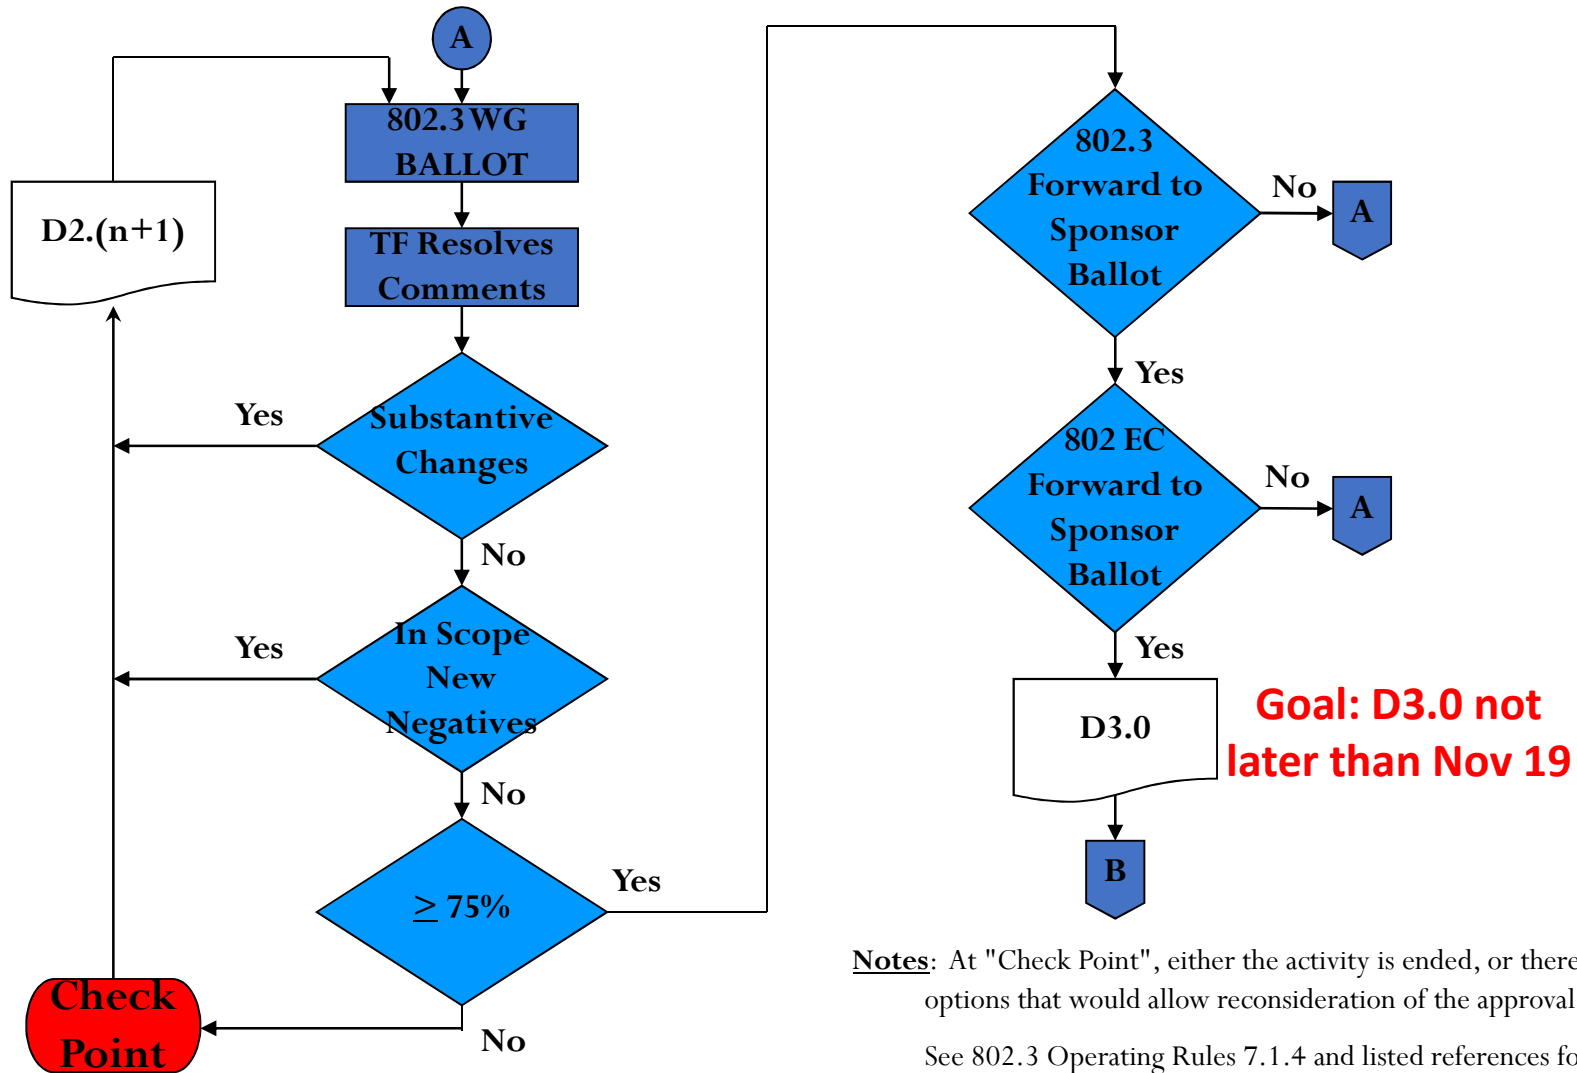 A
802.3 WG
BALLOT
D2.(n+1)
TF Resolves
Comments
Yes
Substantive
Changes
No
Yes
In Scope
New
Negatives
No
≥ 75%
Yes
Check
Point
No
802.3
Forward to
Sponsor
Ballot
No
A
Yes
802 EC
Forward to
Sponsor
Ballot
No
A
Yes
D3.0
Goal: D3.0 not
later than Nov 19
B
Notes: At "Check Point", either the activity is ended, or there
options that would allow reconsideration of the approval.
See 802.3 Operating Rules 7.1.4 and listed references fo